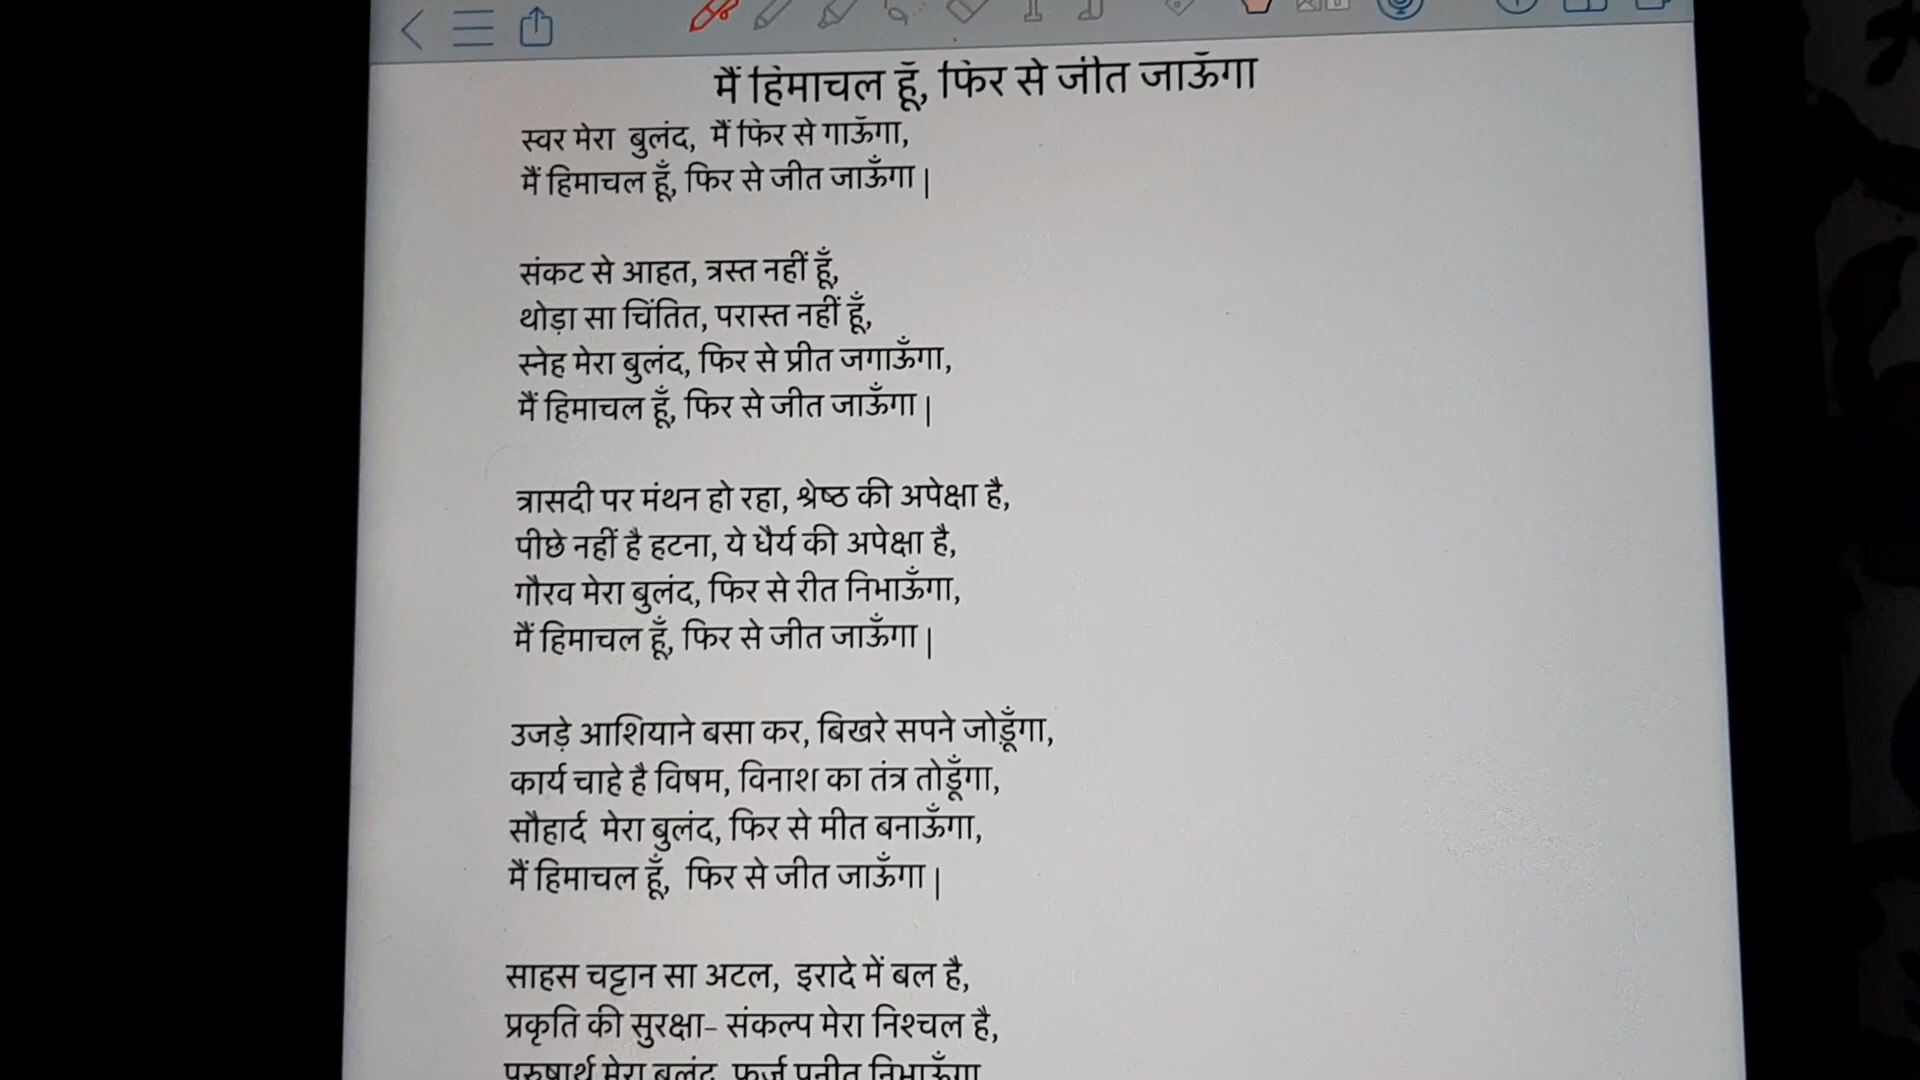 मैं हिमाचल हूँ, फिर से जीत जाऊँगा
स्वर मेरा बुलंद, मैं फिर से गाऊँगा,
मैं हिमाचल हूँ, फिर से जीत जाऊँगा|
संकट से आहत, त्रस्त नहीं हूँ,
थोड़ा सा चिंतित, परास्त नहीं हूँ,
स्नेह मेरा बुलंद, फिर से प्रीत जगाऊँगा,
मैं हिमाचल हूँ, फिर से जीत जाऊँगा|
त्रासदी पर मंथन हो रहा, श्रेष्ठ की अपेक्षा है,
पीछे नहीं है हटना, ये धैर्य की अपेक्षा है,
गौरव मेरा बुलंद, फिर से रीत निभाऊँगा,
मैं हिमाचल हूँ, फिर से जीत जाऊँगा|
उजड़े आशियाने बसा कर, बिखरे सपने जोड़ूँगा,
कार्य चाहे है विषम, विनाश का तंत्र तोडूँगा,
सौहार्द मेरा बुलंद, फिर से मीत बनाऊँगा,
मैं हिमाचल हूँ, फिर से जीत जाऊँगा|
साहस चट्टान सा अटल, इरादे में बल है,
प्रकृति की सुरक्षा- संकल्प मेरा निश्चल है,
पुरुषार्थ मेरा बुलंद, फर्ज पुनीत निभाऊँगा